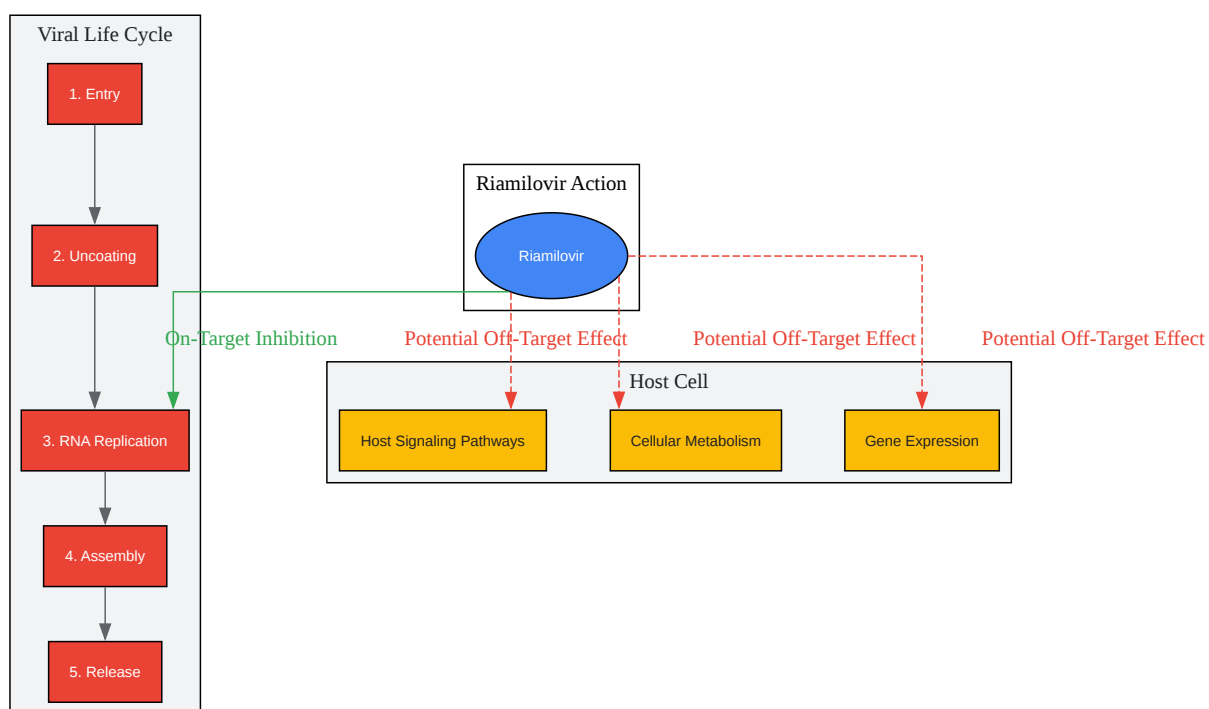 Viral Life Cycle
1. Entry
Riamilovir Action
2. Uncoating
Riamilovir
On-Target Inhibition
Potential Off-Target Effect
Potential Off-Target Effect
Potential Off-Target Effect
Host Cell
3. RNA Replication
Host Signaling Pathways
Cellular Metabolism
Gene Expression
4. Assembly
5. Release